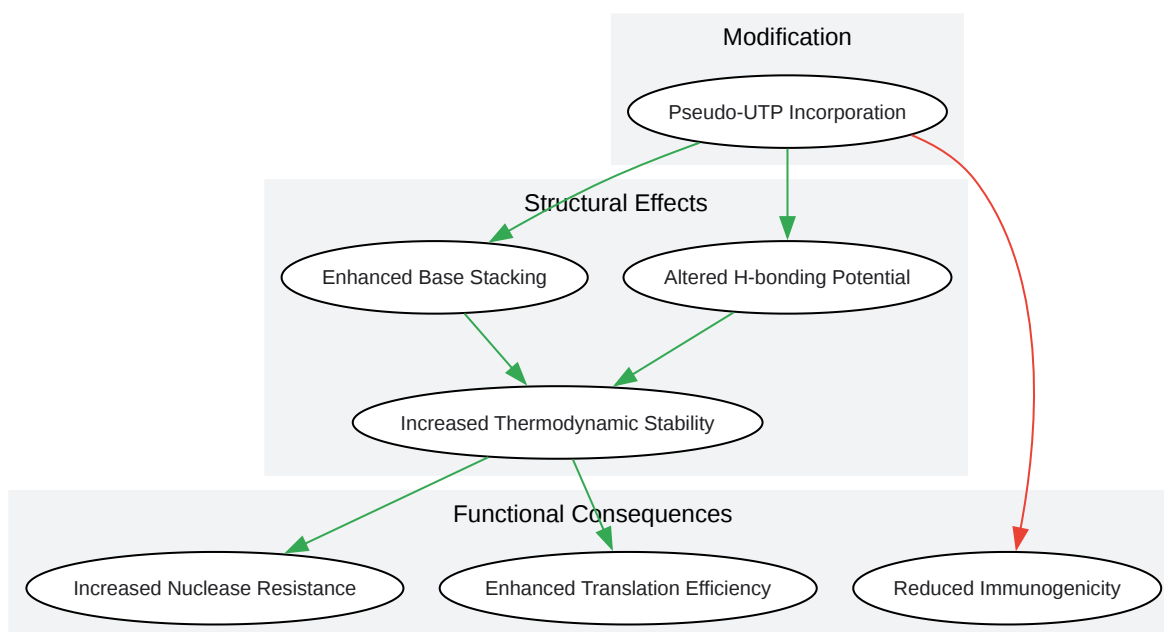 Modification
Pseudo-UTP Incorporation
Structural Effects
Enhanced Base Stacking
Altered H-bonding Potential
Increased Thermodynamic Stability
Functional Consequences
Increased Nuclease Resistance
Enhanced Translation Efficiency
Reduced Immunogenicity